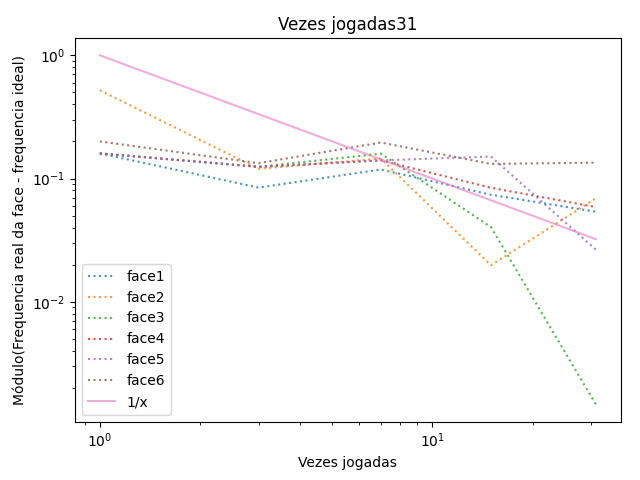 Vezes jogadas31
Módulo(Frequencia real da face - frequencia ideal)
10⁰
10⁻¹
10⁻²
face1
face2
face3
face4
face5
face6
1/x
10⁰
10¹
Vezes jogadas